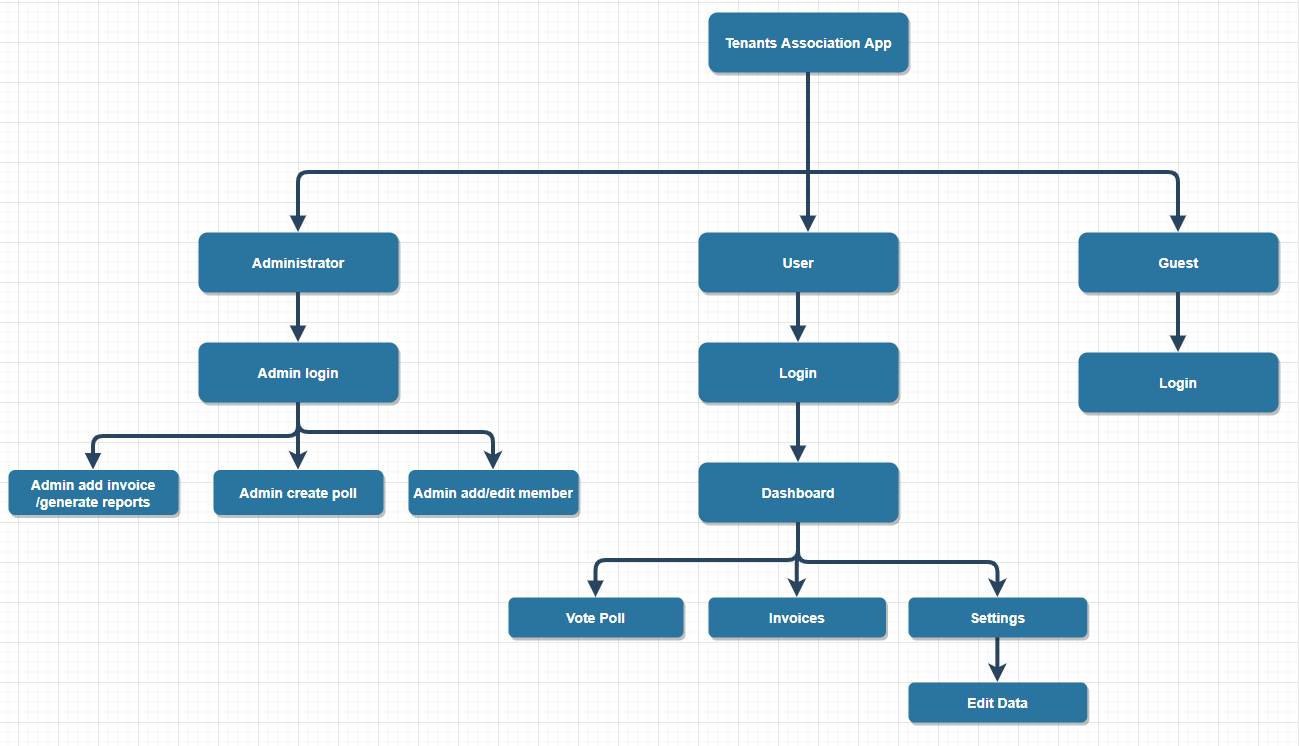 Tenants Association App
Administrator
User
Guest
Admin login
Login
Login
Admin add invoice
/generate reports
Admin create poll
Admin add/edit member
Dashboard
Vote Poll
Invoices
Settings
Edit Data